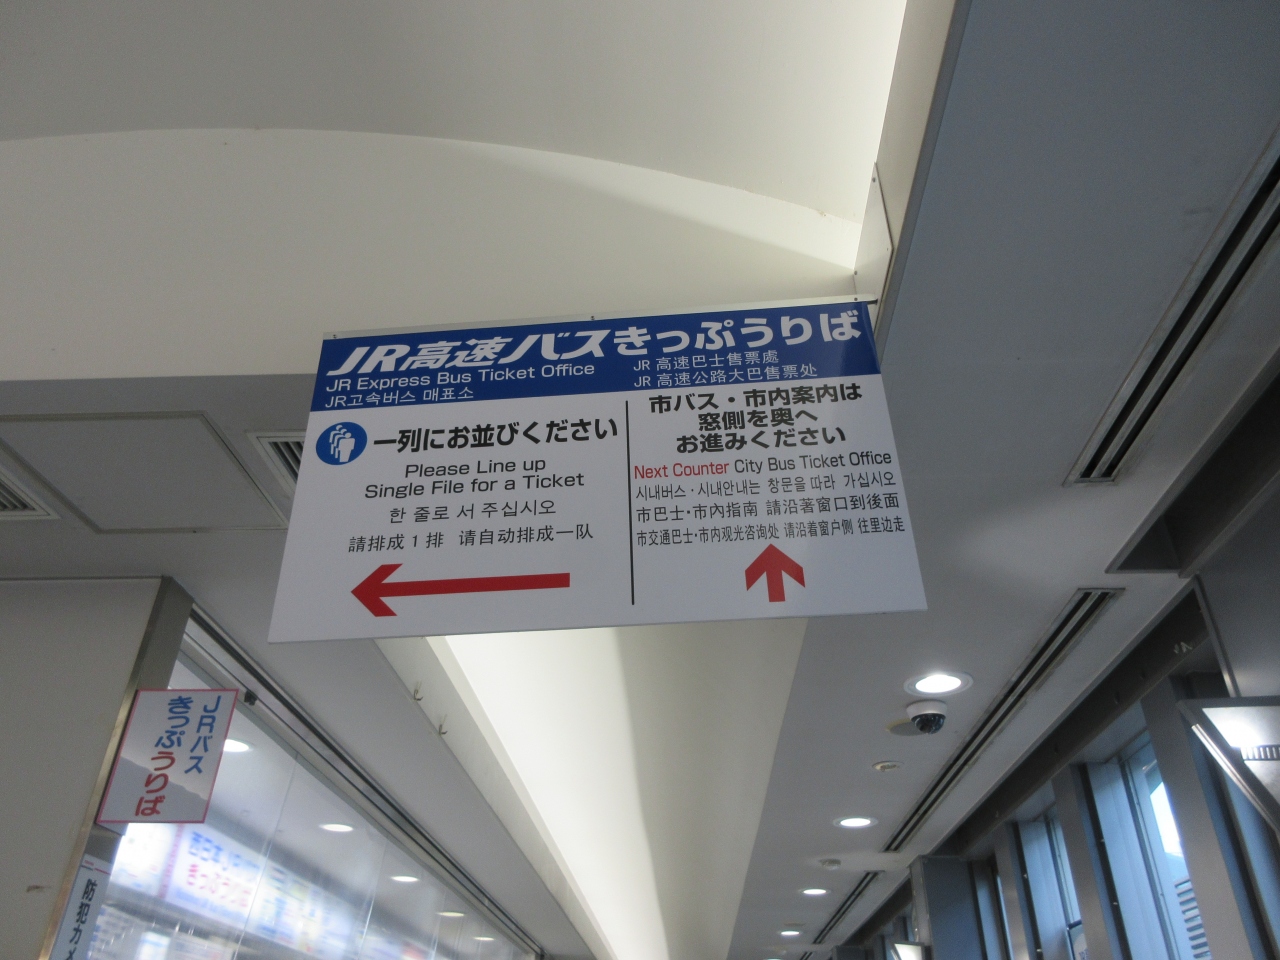 JR高速バスきっぷうりば
JR Express Bus Ticket Office
JR고속버스 매표소
JR 高速巴士售票處
JR 高速公路大巴售票处
一列にお並びください
Please Line up
Single File for a Ticket
한 줄로 서 주십시오
請排成 1 排 请自动排成一队
市バス・市内案内は
窓側を奥へ
お進みください
Next Counter City Bus Ticket Office
시내버스・시내안내는 창문을 따라 가십시오
市巴士・市內指南 請沿著窗口到後面
市交通巴士・市内观光咨询处 请沿着窗户侧 往里边走
JRバス
きっぷうりば
防犯カメ